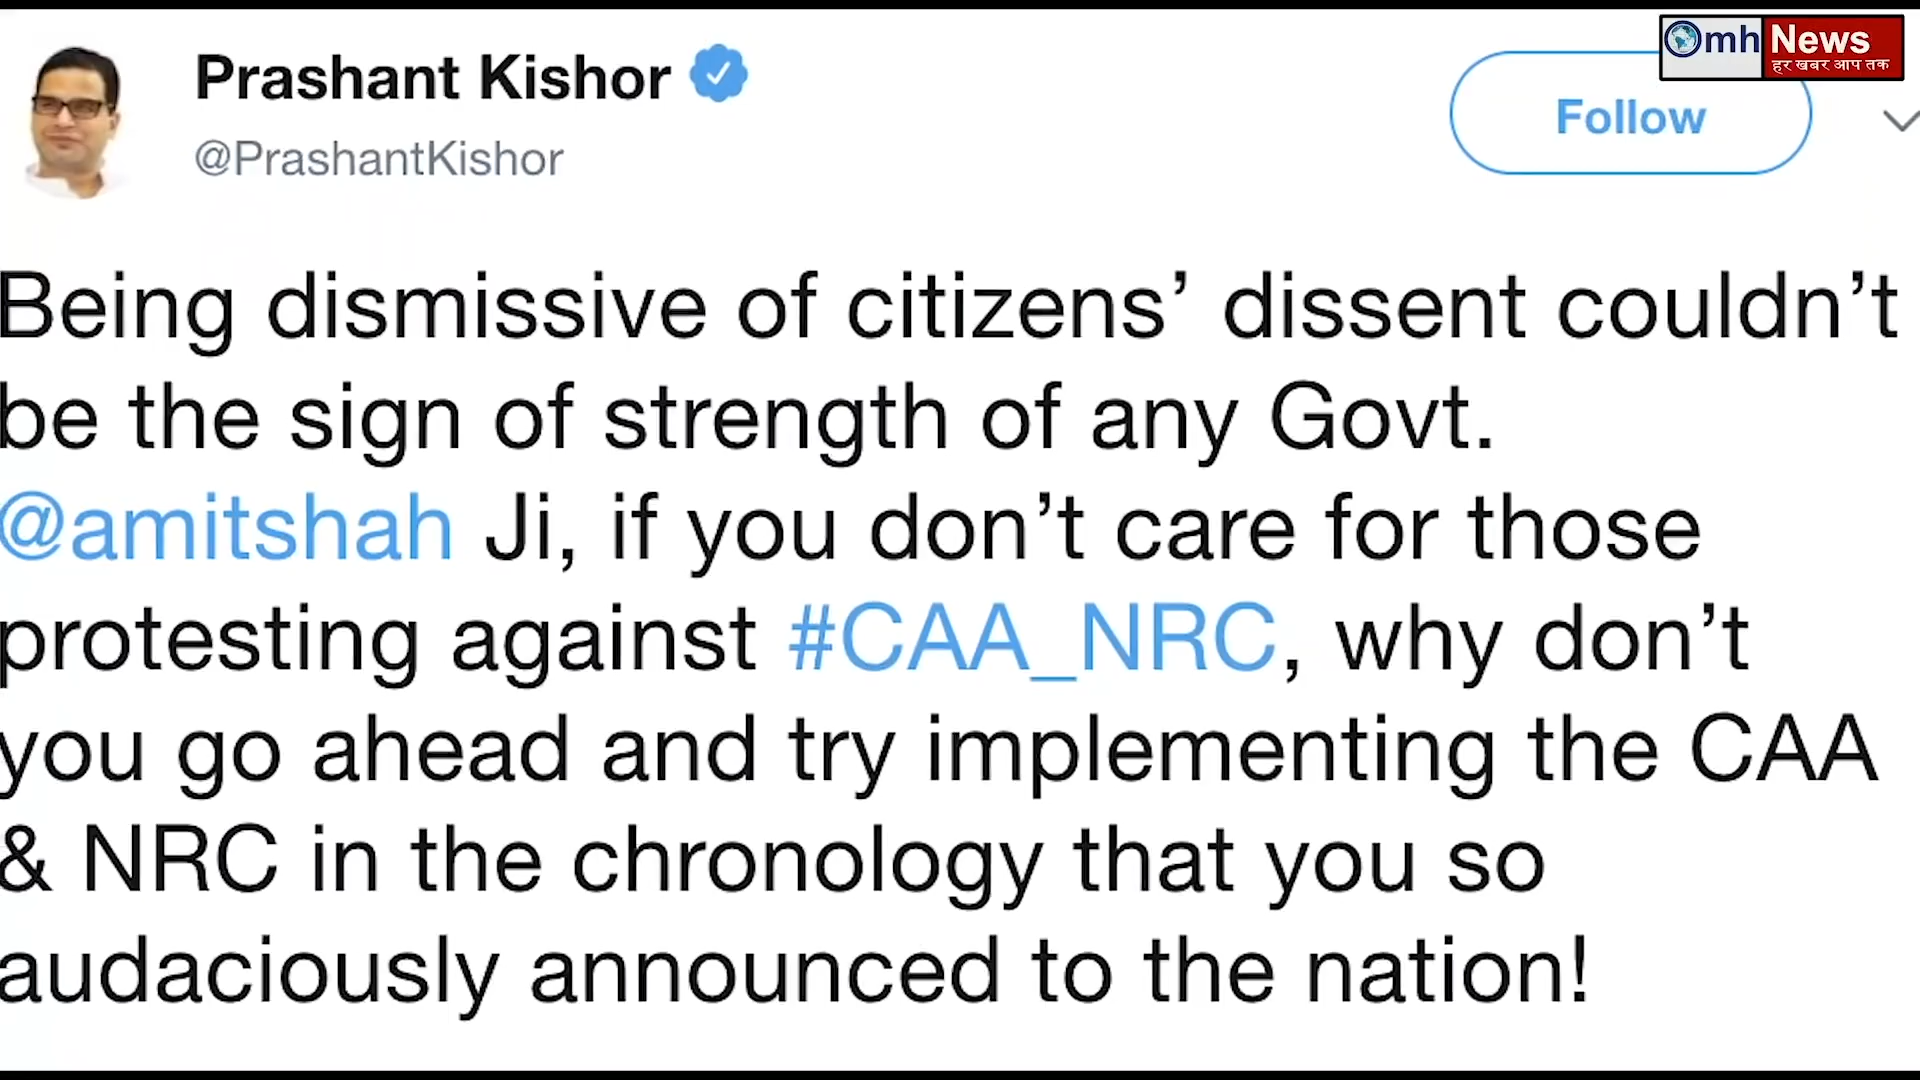 Prashant Kishor
@PrashantKishor
Follow
Omh News
हर खबर आप तक
Being dismissive of citizens’ dissent couldn’t
be the sign of strength of any Govt.
@amitshah Ji, if you don’t care for those
protesting against #CAA_NRC, why don’t
you go ahead and try implementing the CAA
& NRC in the chronology that you so
audaciously announced to the nation!